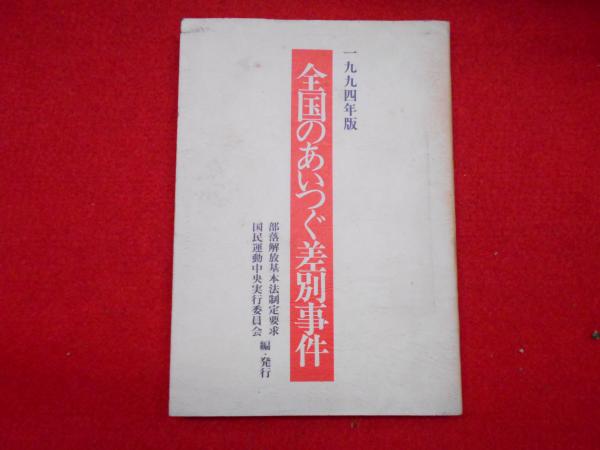 一九九四年版
全国のあいつぐ差別事件
部落解放基本法制定要求
国民運動中央実行委員会
編・発行